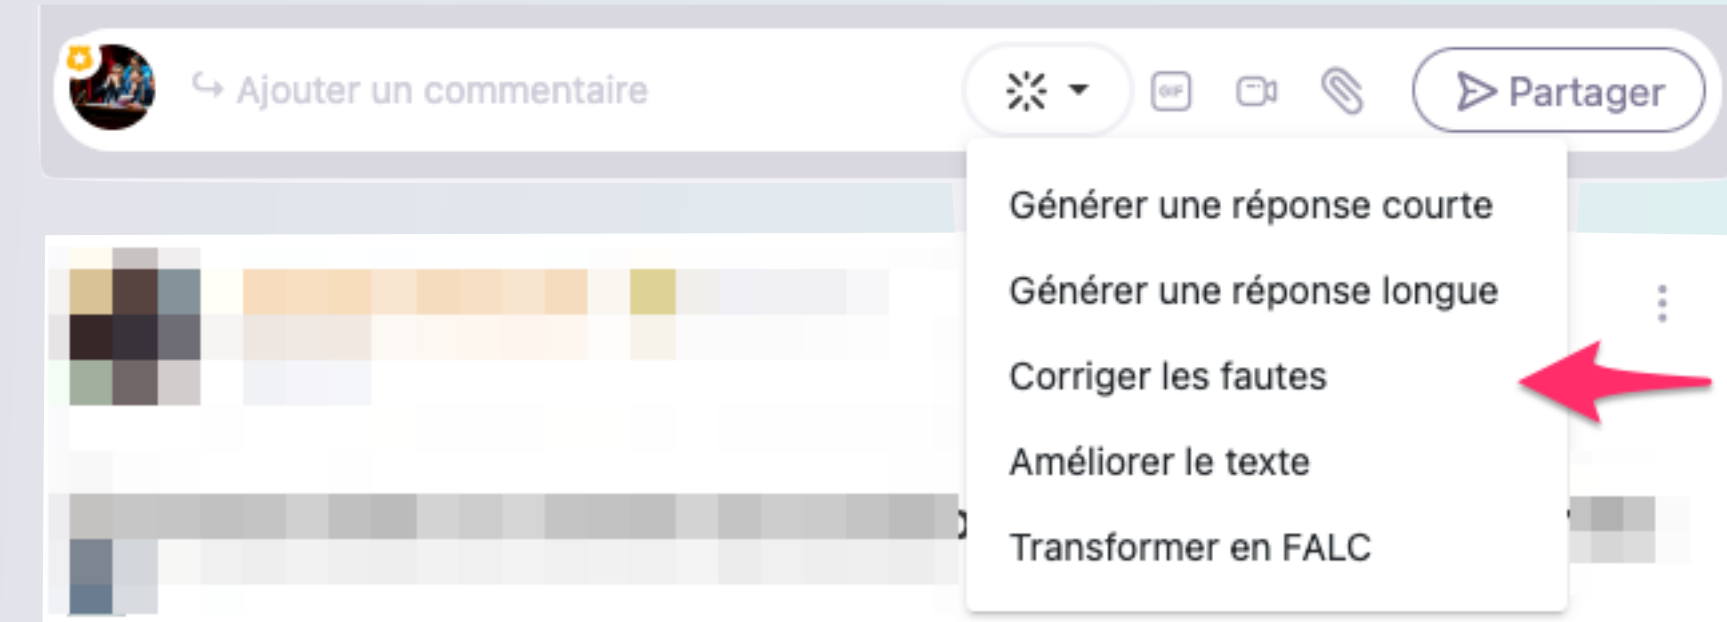 Ajouter un commentaire
GIF
Partager
Générer une réponse courte
Générer une réponse longue
Corriger les fautes
Améliorer le texte
Transformer en FALC